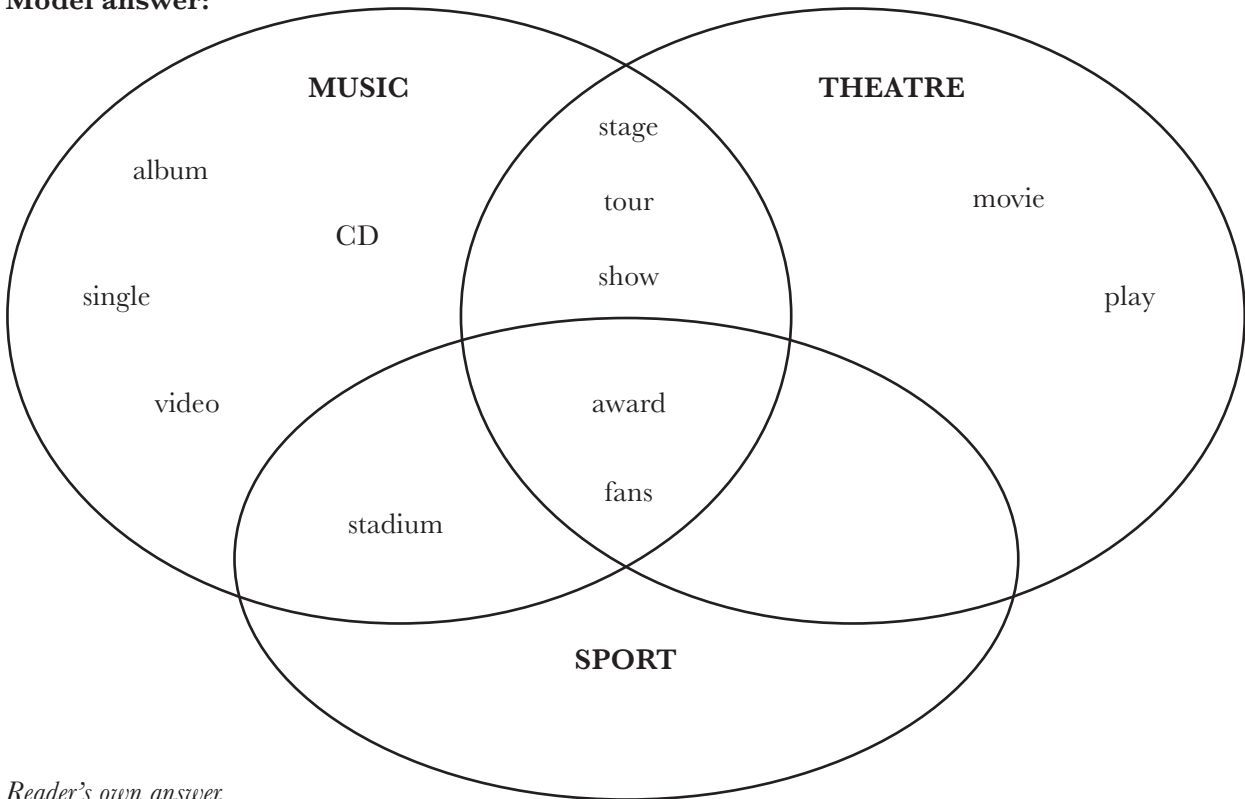 Model answer:
MUSIC
THEATRE
stage
album
movie
tour
CD
show
single
play
video
award
fans
stadium
SPORT
Reader's own answer.